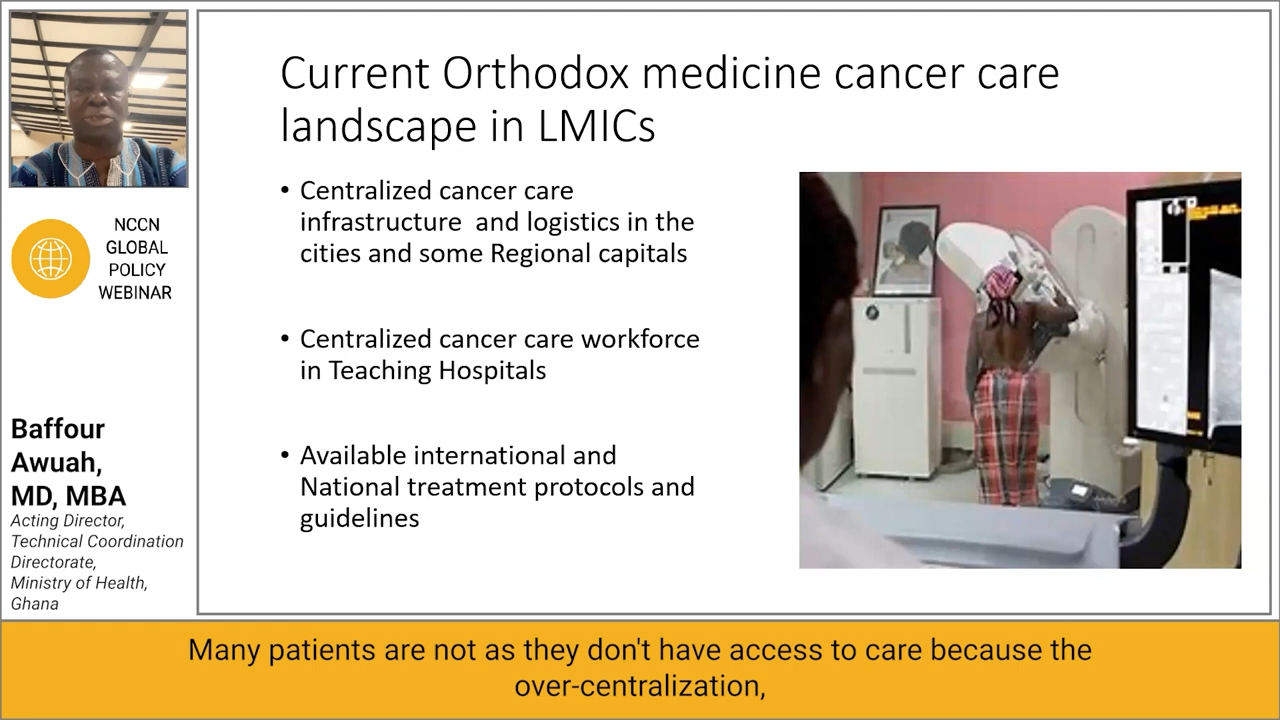 Current Orthodox medicine cancer care
landscape in LMICs
• Centralized cancer care
infrastructure and logistics in the
cities and some Regional capitals
• Centralized cancer care workforce
in Teaching Hospitals
• Available international and
National treatment protocols and
guidelines
NCCN
GLOBAL
POLICY
WEBINAR
Baffour
Awuah,
MD, MBA
Acting Director,
Technical Coordination
Directorate,
Ministry of Health,
Ghana
Many patients are not as they don't have access to care because the
over-centralization,